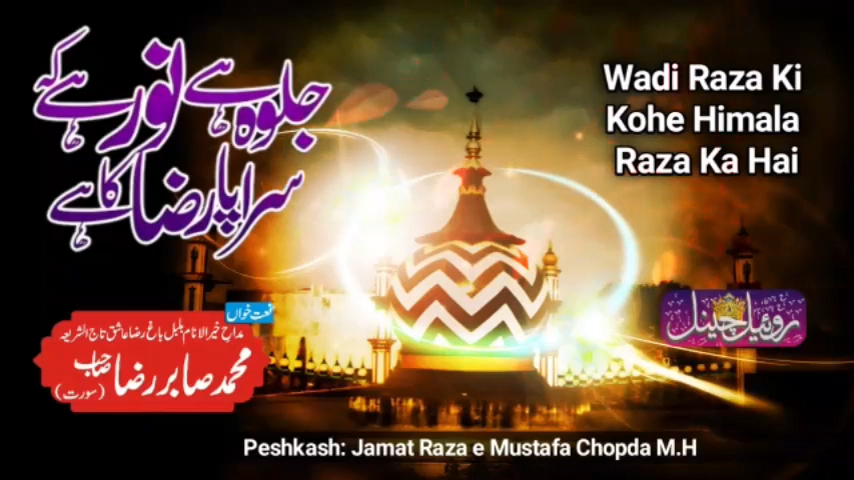 جلوہ ہے نور ہے کہ
سراپا رضا کا ہے
Wadi Raza Ki
Kohe Himala
Raza Ka Hai
نعت خواں
مداح خیر الانام بلبل باغ رضا عاشق تاج الشریعہ
محمد صابر رضا صاحب
(سورت)
چینل
Peshkash: Jamat Raza e Mustafa Chopda M.H